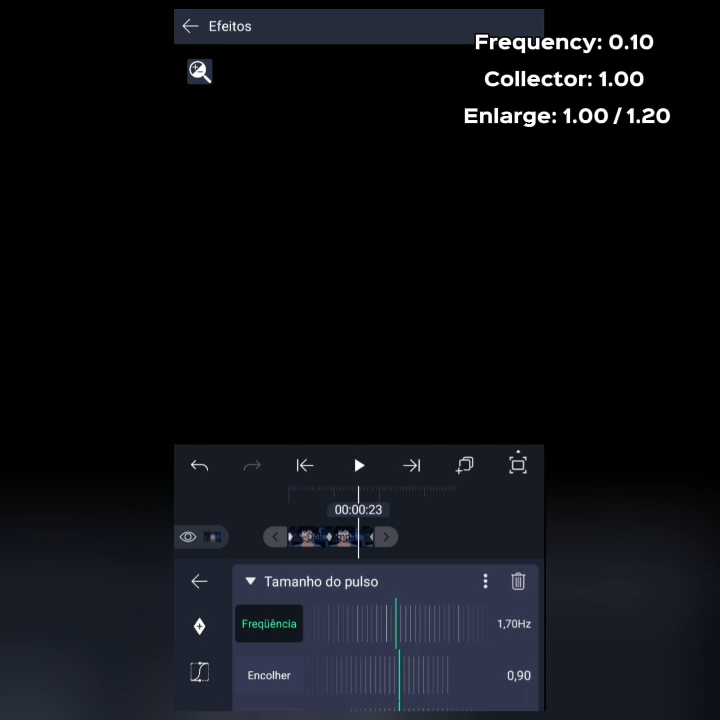 Efeitos
Frequency: 0.10
Collector: 1.00
Enlarge: 1.00 / 1.20
00:00:23
Tamanho do pulso
Freqüência
1,70Hz
Encolher
0,90